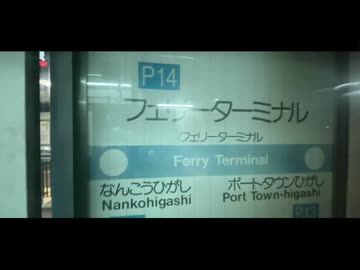 P14
フェリーターミナル
フェリーターミナル
Ferry Terminal
なんこうひがし ポートタウンひがし
Nankohigashi Port Town-higashi
P13